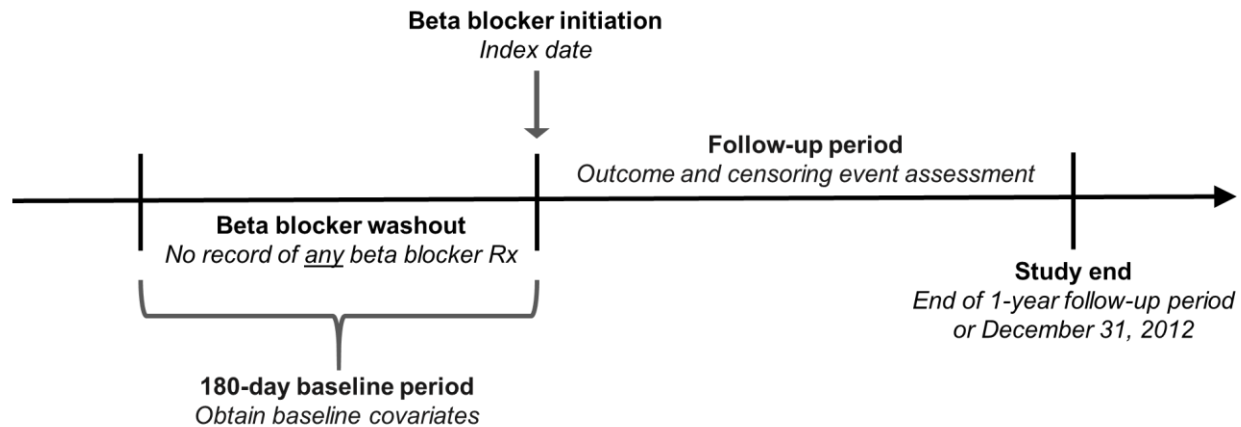 Beta blocker initiation
Index date
Follow-up period
Outcome and censoring event assessment
Beta blocker washout
No record of any beta blocker Rx
Study end
End of 1-year follow-up period
or December 31, 2012
180-day baseline period
Obtain baseline covariates